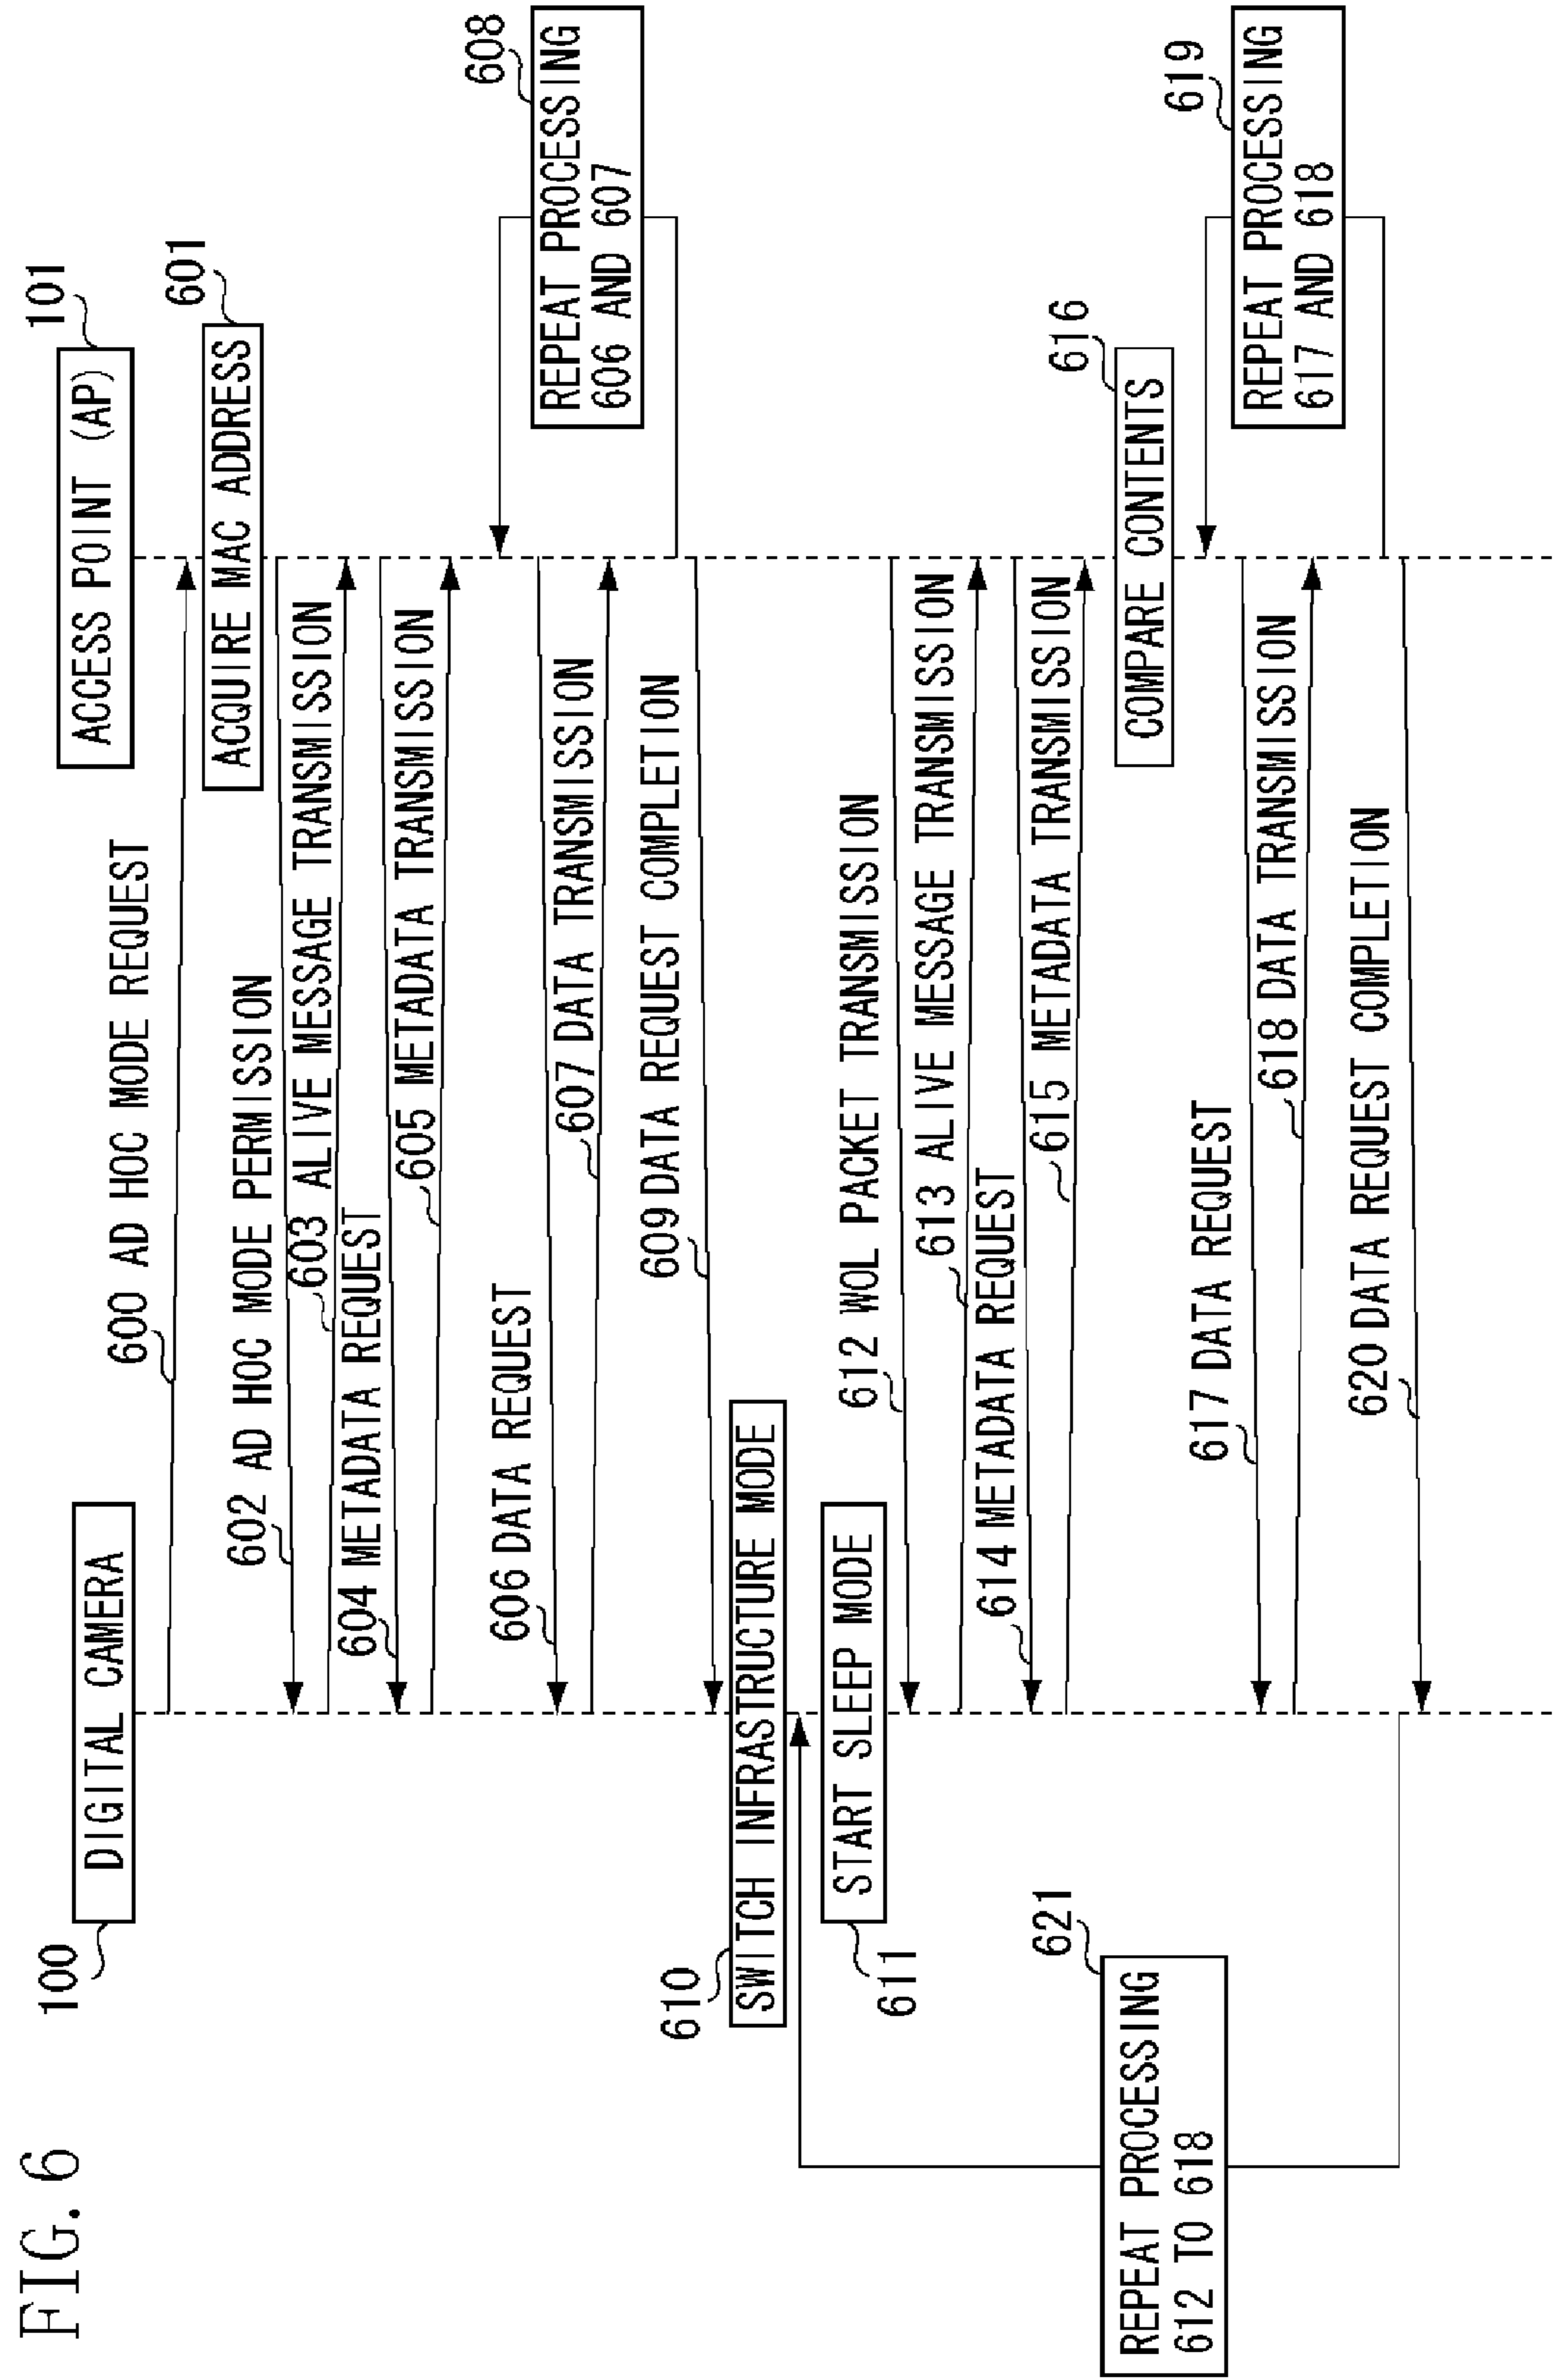 FIG. 6
100
DIGITAL CAMERA
101
ACCESS POINT (AP)
600 AD HOC MODE REQUEST
601
ACQUIRE MAC ADDRESS
602 AD HOC MODE PERMISSION
603 ALIVE MESSAGE TRANSMISSION
604 METADATA REQUEST
605 METADATA TRANSMISSION
608
REPEAT PROCESSING
606 AND 607
606 DATA REQUEST
607 DATA TRANSMISSION
609 DATA REQUEST COMPLETION
610
SWITCH INFRASTRUCTURE MODE
START SLEEP MODE
611
612 WOL PACKET TRANSMISSION
613 ALIVE MESSAGE TRANSMISSION
614 METADATA REQUEST
615 METADATA TRANSMISSION
616
COMPARE CONTENTS
621
REPEAT PROCESSING
612 TO 618
619
REPEAT PROCESSING
617 AND 618
617 DATA REQUEST
618 DATA TRANSMISSION
620 DATA REQUEST COMPLETION